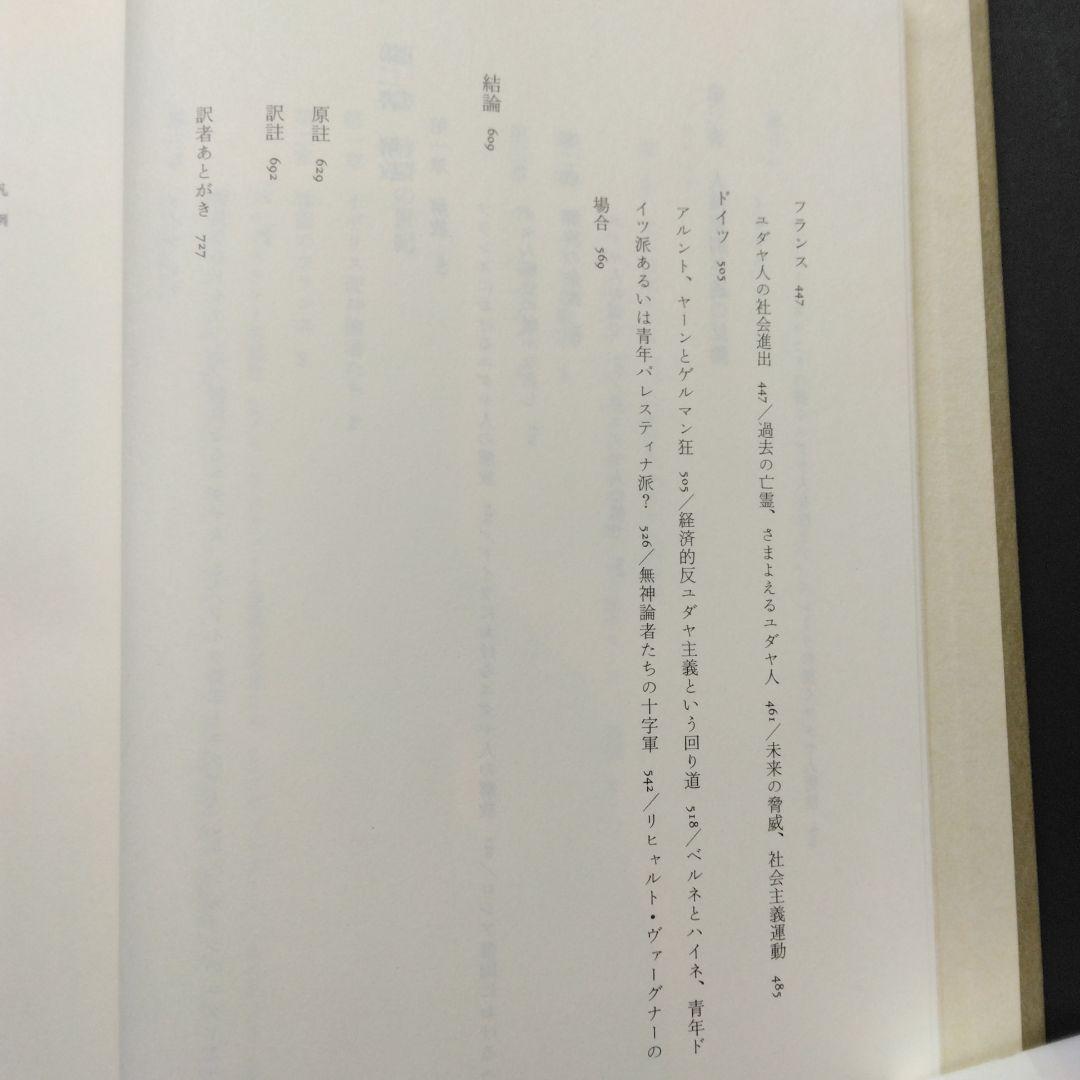 フランス 447
ユダヤ人の社会進出 447／過去の亡霊、さまよえるユダヤ人 461／未来の脅威、社会主義運動 485
ドイツ 505
アルント、ヤーンとゲルマン狂 505／経済的反ユダヤ主義という回り道 518／ベルネとハイネ、青年ド
イツ派あるいは青年パレスティナ派？ 526／無神論者たちの十字軍 542／リヒャルト・ヴァーグナーの
場合 569
結論 609
原註 629
訳註 692
訳者あとがき 727